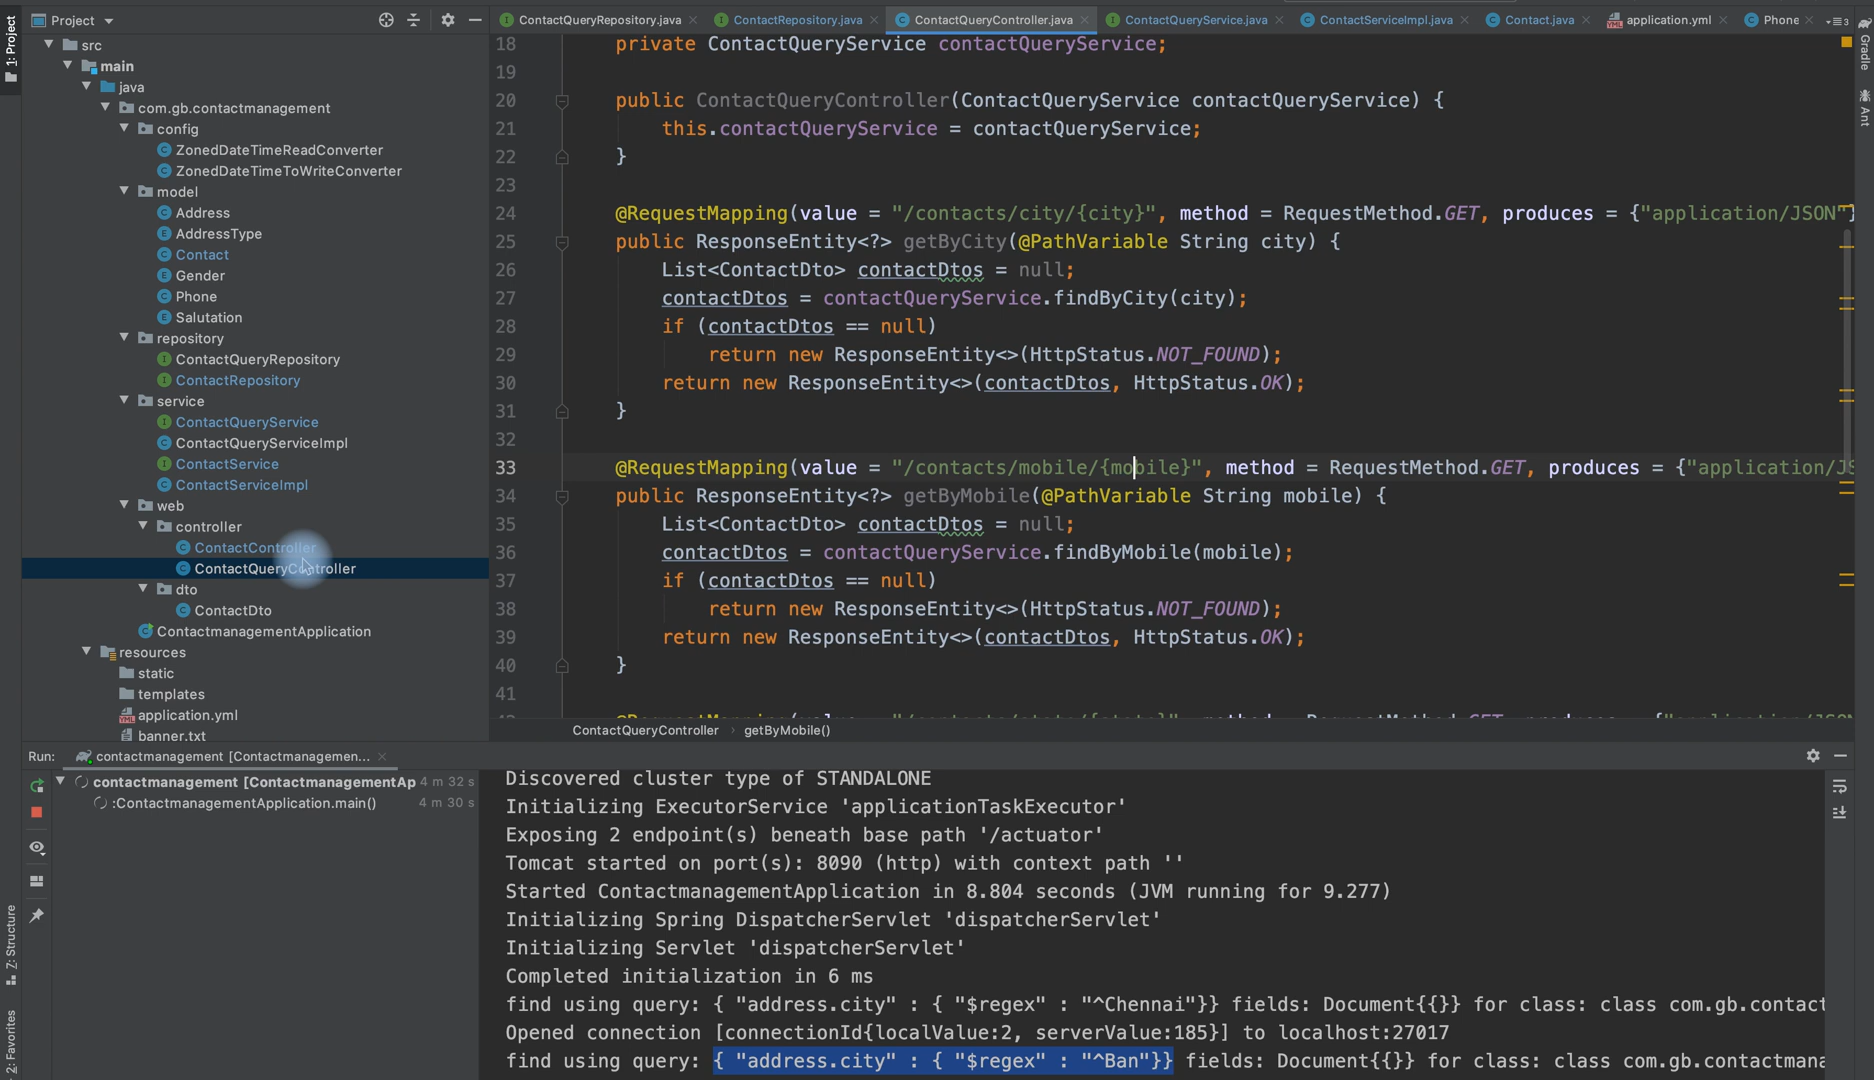 Project
ContactQueryRepository.java
ContactRepository.java
ContactQueryController.java
ContactQueryService.java
ContactServiceImpl.java
Contact.java
application.yml
Phone
1: Project
src
main
java
com.gb.contactmanagement
config
ZonedDateTimeReadConverter
ZonedDateTimeToWriteConverter
model
Address
AddressType
Contact
Gender
Phone
Salutation
repository
ContactQueryRepository
ContactRepository
service
ContactQueryService
ContactQueryServiceImpl
ContactService
ContactServiceImpl
web
controller
ContactController
ContactQueryController
dto
ContactDto
ContactmanagementApplication
resources
static
templates
application.yml
banner.txt
18 private ContactQueryService contactQueryService;
19
20 public ContactQueryController(ContactQueryService contactQueryService) {
21 this.contactQueryService = contactQueryService;
22 }
23
24 @RequestMapping(value = "/contacts/city/{city}", method = RequestMethod.GET, produces = {"application/JSON"}
25 public ResponseEntity<?> getByCity(@PathVariable String city) {
26 List<ContactDto> contactDtos = null;
27 contactDtos = contactQueryService.findByCity(city);
28 if (contactDtos == null)
29 return new ResponseEntity<>(HttpStatus.NOT_FOUND);
30 return new ResponseEntity<>(contactDtos, HttpStatus.OK);
31 }
32
33 @RequestMapping(value = "/contacts/mobile/{mobile}", method = RequestMethod.GET, produces = {"application/JS
34 public ResponseEntity<?> getByMobile(@PathVariable String mobile) {
35 List<ContactDto> contactDtos = null;
36 contactDtos = contactQueryService.findByMobile(mobile);
37 if (contactDtos == null)
38 return new ResponseEntity<>(HttpStatus.NOT_FOUND);
39 return new ResponseEntity<>(contactDtos, HttpStatus.OK);
40 }
41
ContactQueryController › getByMobile()
Gradle
Ant
Run: contactmanagement [Contactmanagemen...
contactmanagement [ContactmanagementAp 4 m 32 s
:ContactmanagementApplication.main() 4 m 30 s
Discovered cluster type of STANDALONE
Initializing ExecutorService 'applicationTaskExecutor'
Exposing 2 endpoint(s) beneath base path '/actuator'
Tomcat started on port(s): 8090 (http) with context path ''
Started ContactmanagementApplication in 8.804 seconds (JVM running for 9.277)
Initializing Spring DispatcherServlet 'dispatcherServlet'
Initializing Servlet 'dispatcherServlet'
Completed initialization in 6 ms
find using query: { "address.city" : { "$regex" : "^Chennai"}} fields: Document{{}} for class: class com.gb.contact
Opened connection [connectionId{localValue:2, serverValue:185}] to localhost:27017
find using query: { "address.city" : { "$regex" : "^Ban"}} fields: Document{{}} for class: class com.gb.contactmana
Z: Structure
2: Favorites